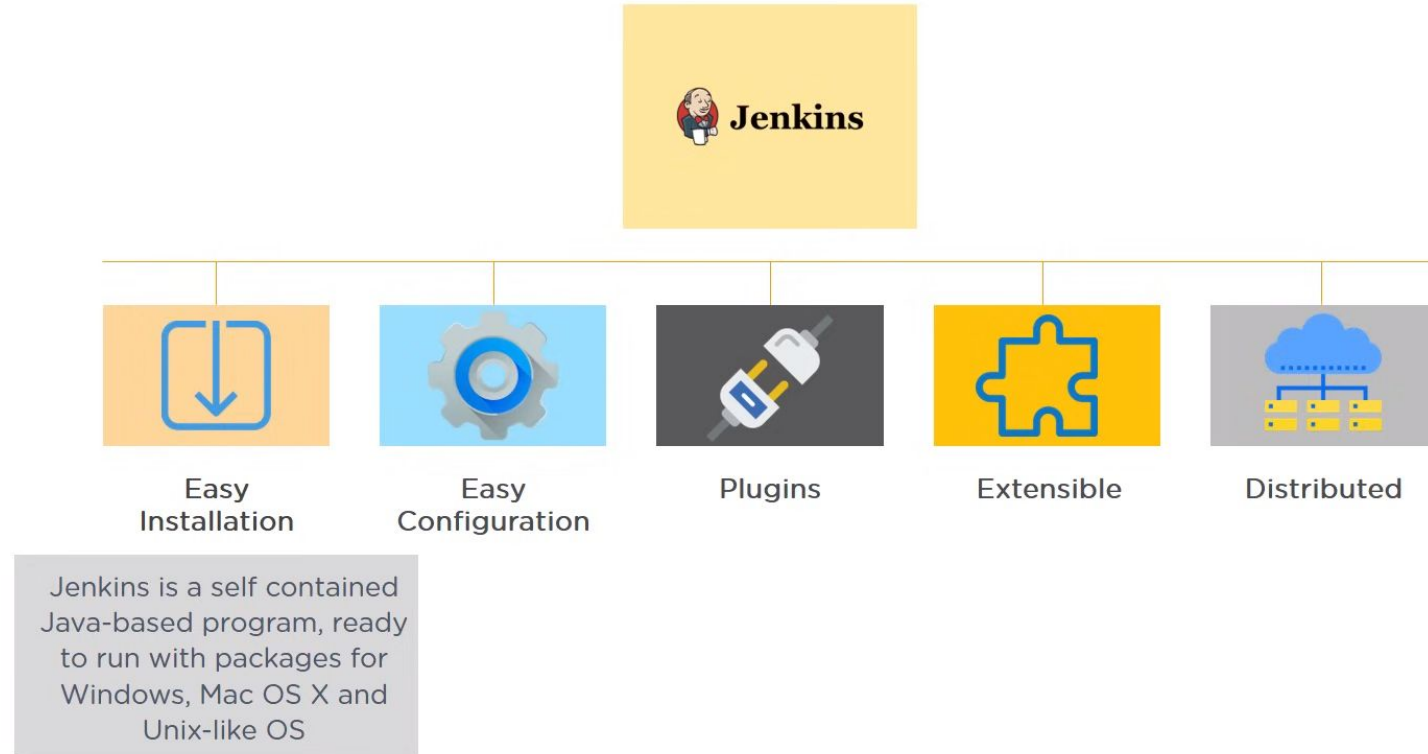 Jenkins
Easy
Installation
Easy
Configuration
Plugins
Extensible
Distributed
Jenkins is a self contained
Java-based program, ready
to run with packages for
Windows, Mac OS X and
Unix-like OS